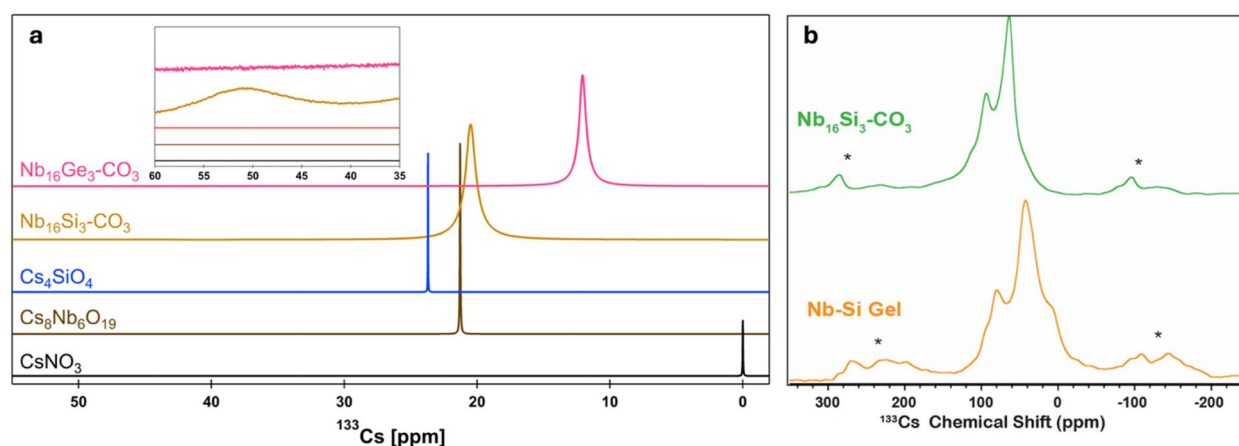 a
60 55 50 45 40 35
Nb₁₆Ge₃-CO₃
Nb₁₆Si₃-CO₃
Cs₄SiO₄
Cs₈Nb₆O₁₉
CsNO₃
50 40 30 20 10 0
¹³³Cs [ppm]
b
Nb₁₆Si₃-CO₃
* *
Nb-Si Gel
* *
300 200 100 0 -100 -200
¹³³Cs Chemical Shift (ppm)